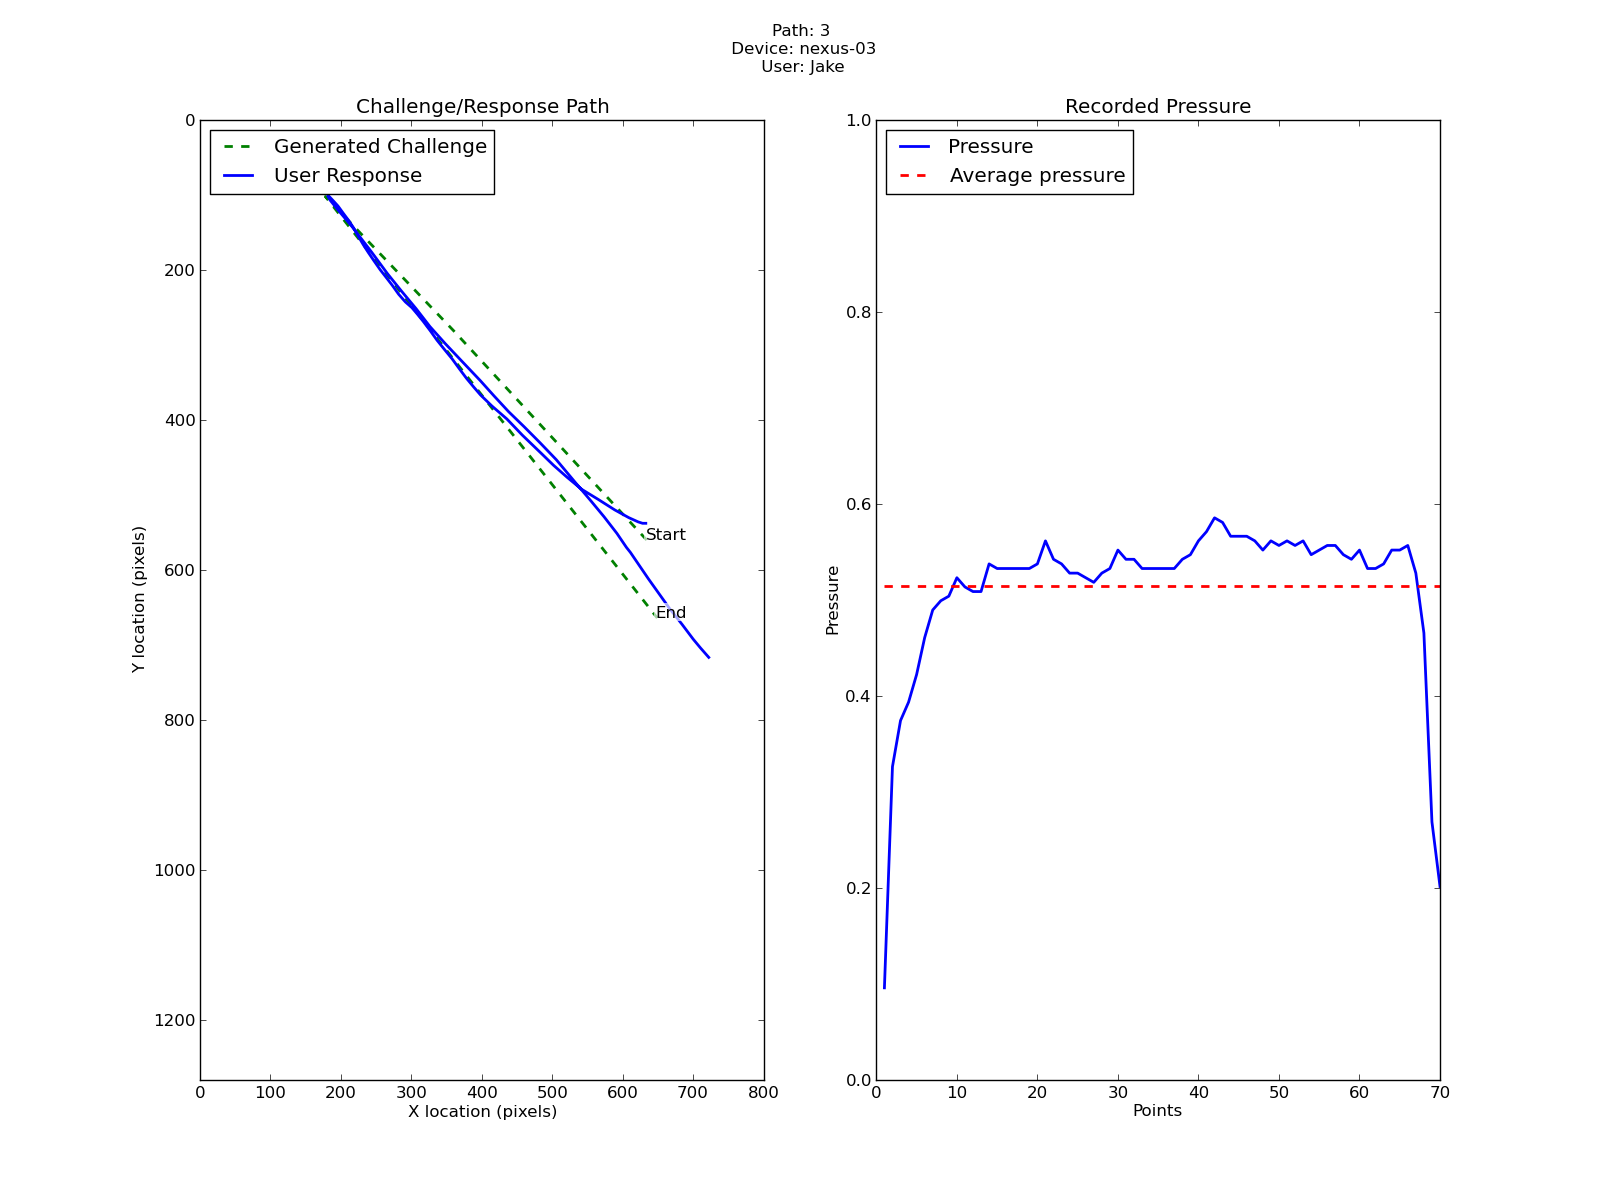 Path: 3
Device: nexus-03
User: Jake
Challenge/Response Path
Generated Challenge
User Response
0
200
400
600
800
1000
1200
Y location (pixels)
Start
End
0 100 200 300 400 500 600 700 800
X location (pixels)
Recorded Pressure
Pressure
Average pressure
1.0
0.8
0.6
0.4
0.2
0.0
Pressure
0 10 20 30 40 50 60 70
Points